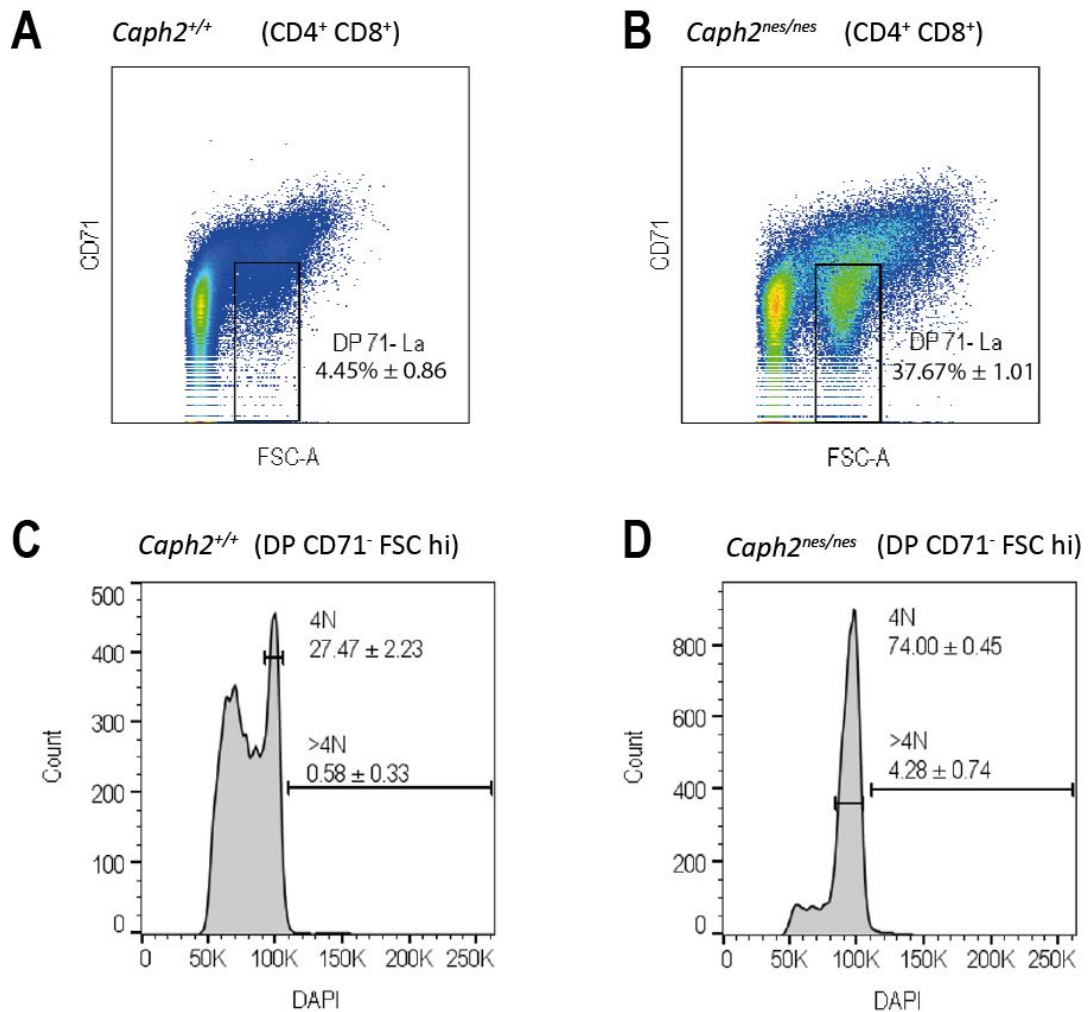 A Caph2+/+ (CD4+ CD8+)
CD71
DP 71- La
4.45% ± 0.86
FSC-A
B Caph2nes/nes (CD4+ CD8+)
CD71
DP 71- La
37.67% ± 1.01
FSC-A
C Caph2+/+ (DP CD71- FSC hi)
500
400
300
200
100
0
Count
4N
27.47 ± 2.23
>4N
0.58 ± 0.33
0 50K 100K 150K 200K 250K
DAPI
D Caph2nes/nes (DP CD71- FSC hi)
800
600
400
200
0
Count
4N
74.00 ± 0.45
>4N
4.28 ± 0.74
0 50K 100K 150K 200K 250K
DAPI